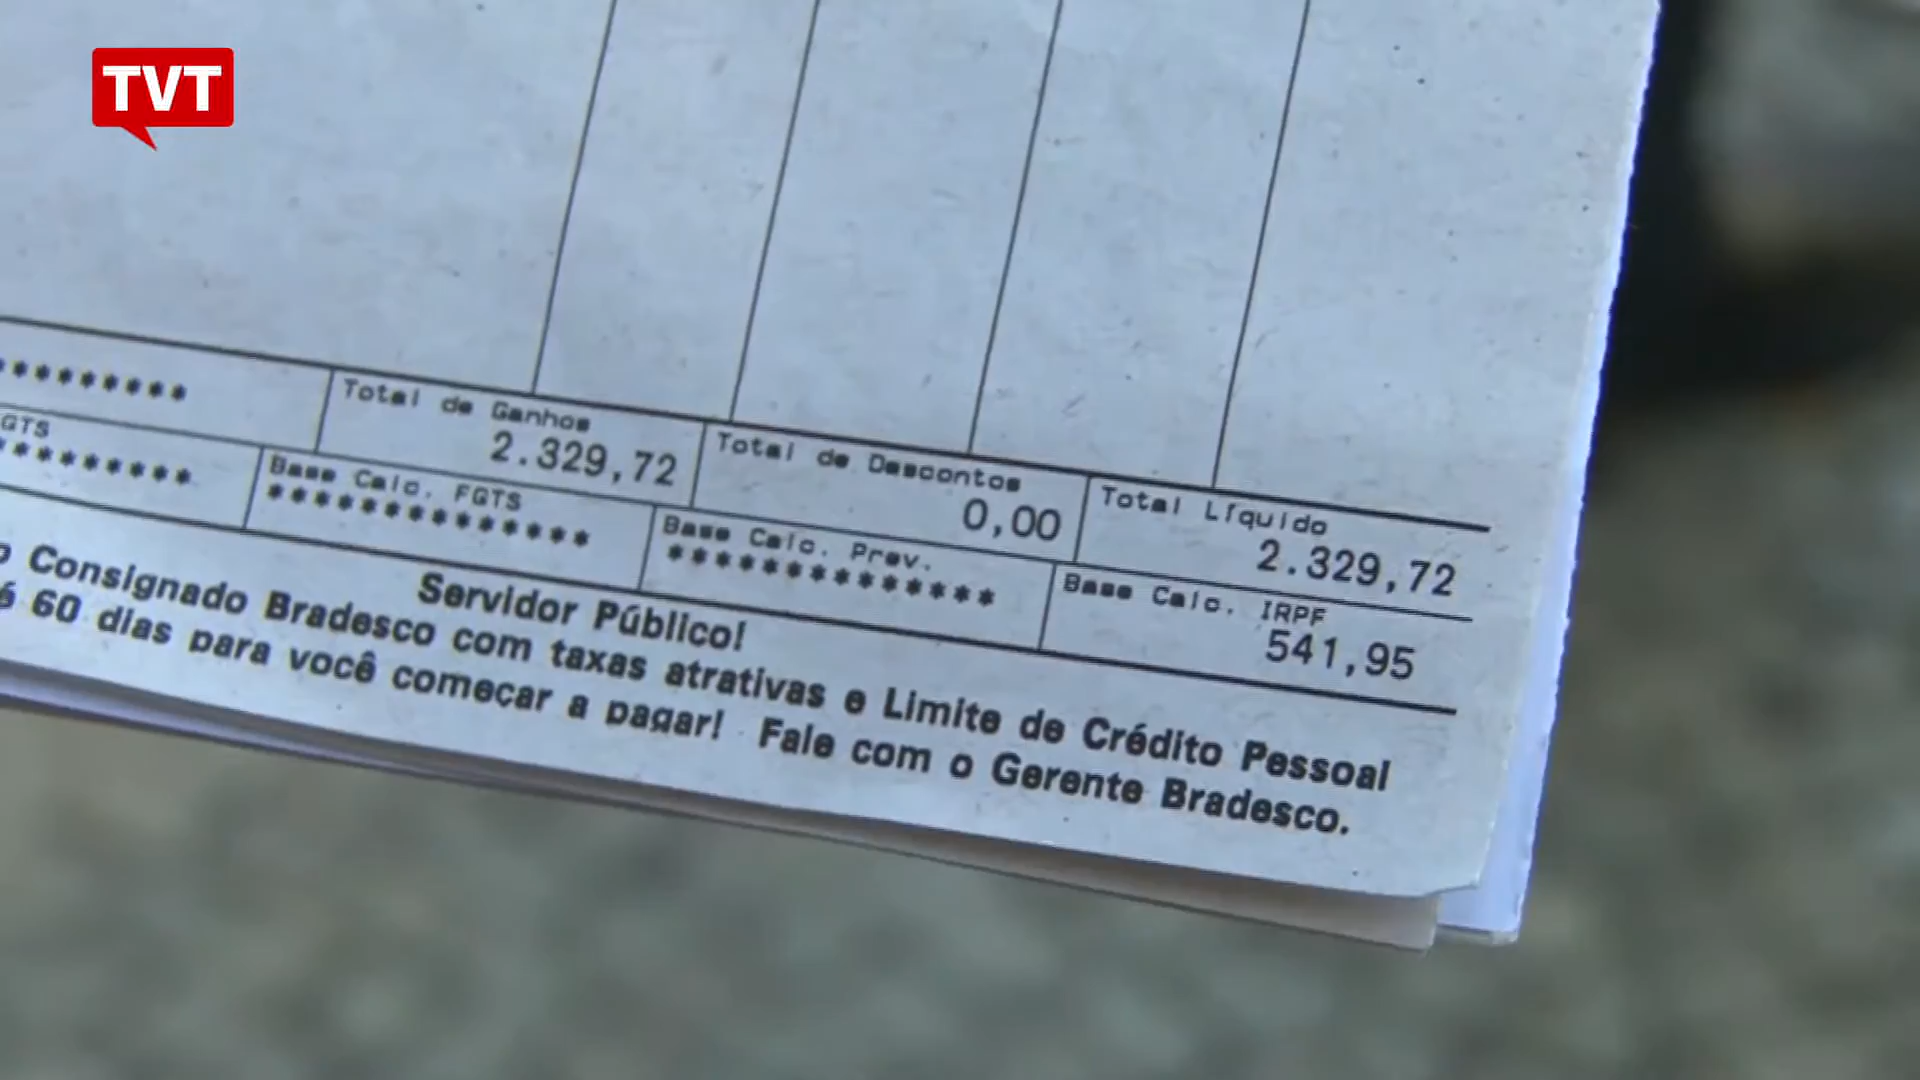 TVT
*********
Total de Ganhos
2.329,72
Total de Descontos
0,00
Total Líquido
2.329,72
GTS
*********
Base Calc. FGTS
**************
Base Calc. Prev.
**************
Base Calc. IRPF
541,95
Servidor Público!
o Consignado Bradesco com taxas atrativas e Limite de Crédito Pessoal
é 60 dias para você começar a pagar! Fale com o Gerente Bradesco.